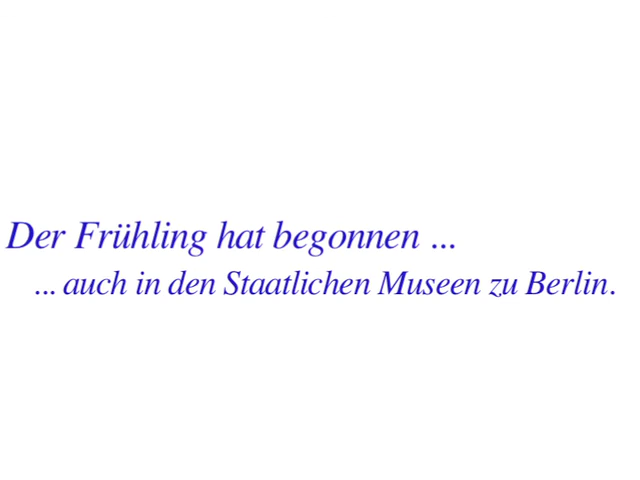 Der Frühling hat begonnen ...
... auch in den Staatlichen Museen zu Berlin.